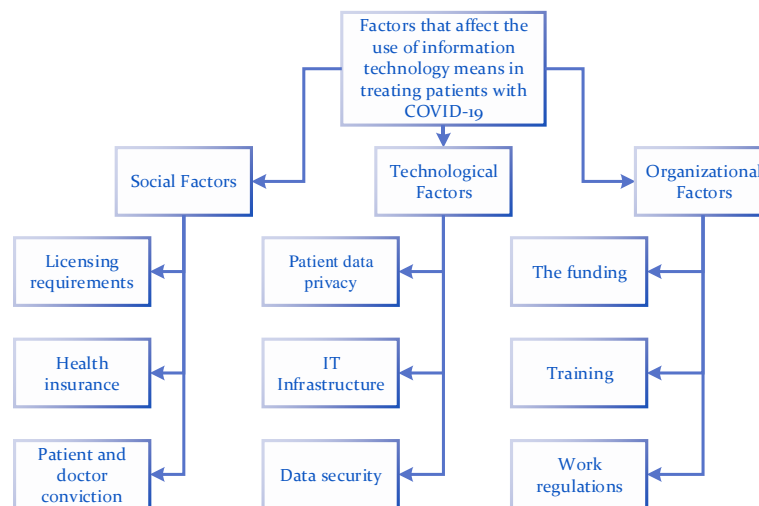 Factors that affect the
use of information
technology means in
treating patients with
COVID-19
Social Factors
Technological
Factors
Organizational
Factors
Licensing
requirements
Patient data
privacy
The funding
Health
insurance
IT
Infrastructure
Training
Patient and
doctor
conviction
Data security
Work
regulations